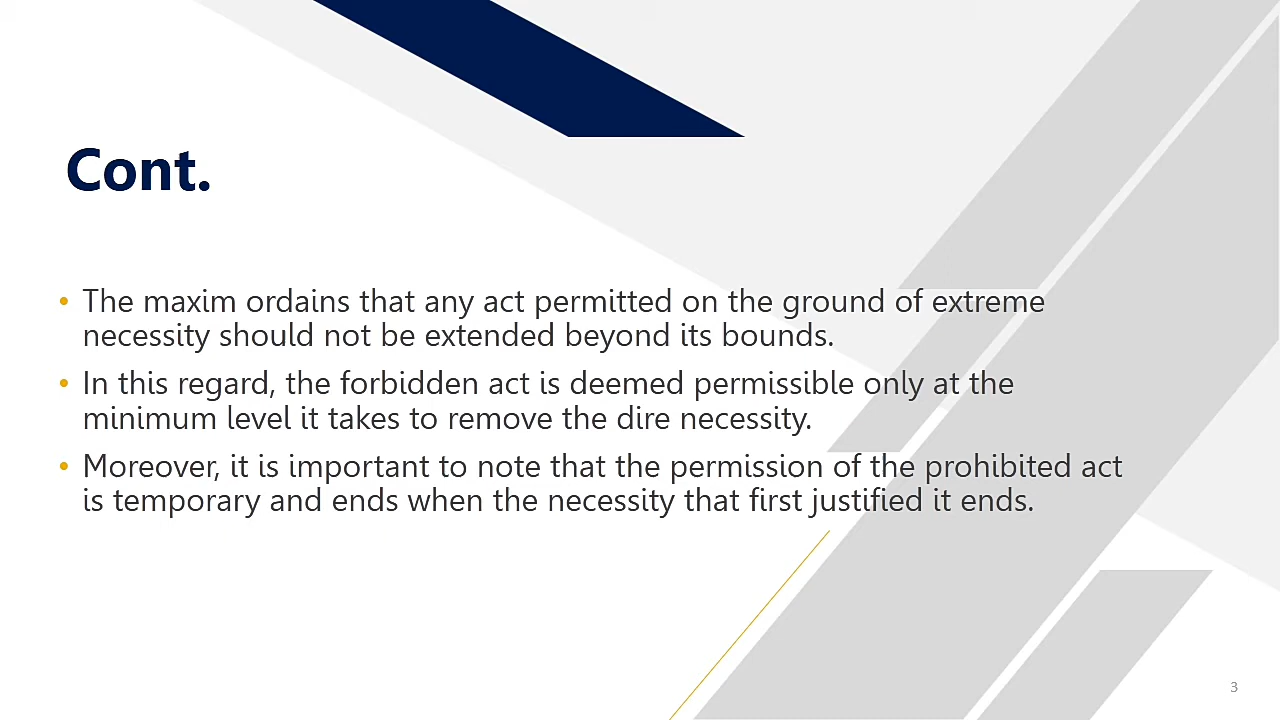 Cont.
• The maxim ordains that any act permitted on the ground of extreme
necessity should not be extended beyond its bounds.
• In this regard, the forbidden act is deemed permissible only at the
minimum level it takes to remove the dire necessity.
• Moreover, it is important to note that the permission of the prohibited act
is temporary and ends when the necessity that first justified it ends.
3